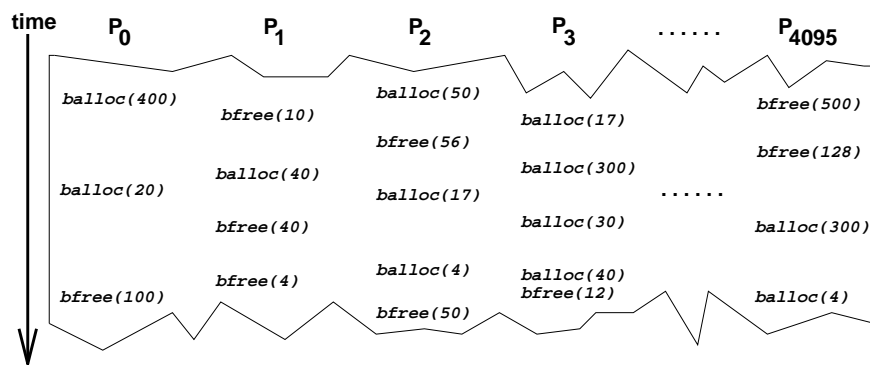 time P0 P1 P2 P3 ...... P4095
balloc(400) bfree(10) balloc(50) balloc(17) bfree(500)
bfree(56) balloc(300) bfree(128)
balloc(20) balloc(40) balloc(17) ......
bfree(40) balloc(30) balloc(300)
bfree(100) bfree(4) balloc(4) balloc(40) balloc(4)
bfree(50) bfree(12)